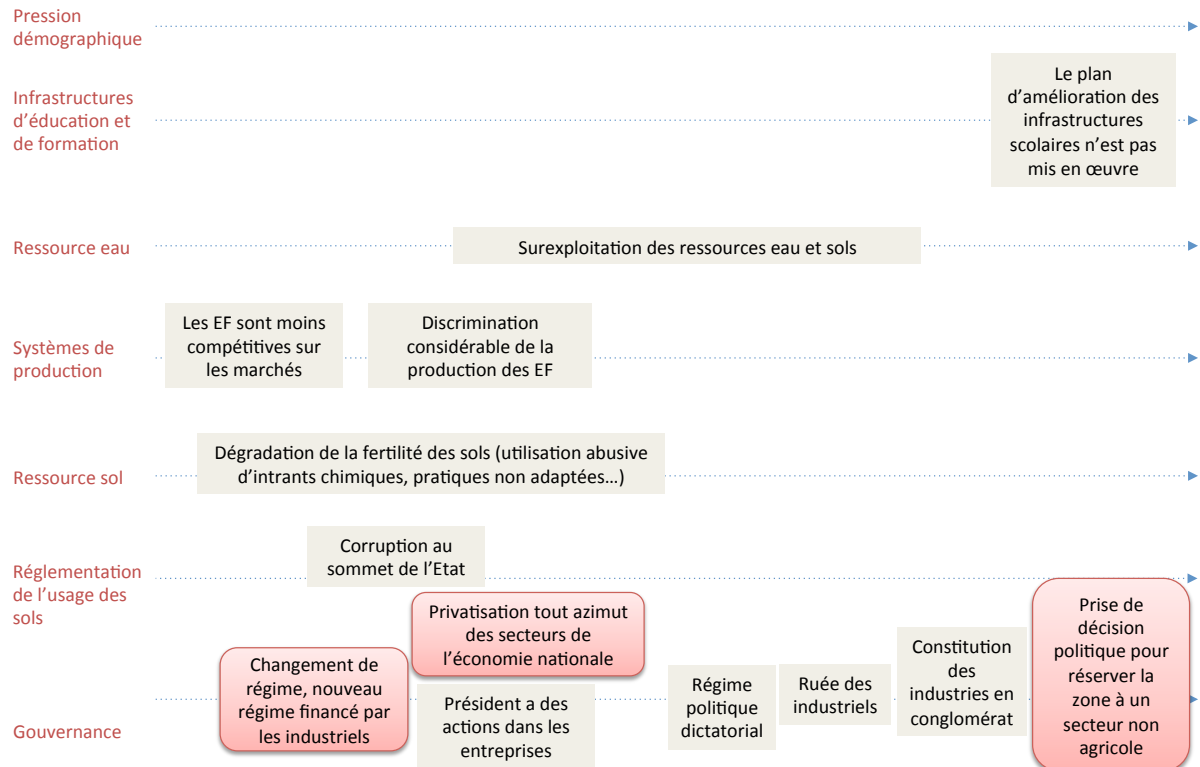 Pression
démographique
Infrastructures
d'éducation et
de formation
Le plan
d'amélioration des
infrastructures
scolaires n'est pas
mis en œuvre
Ressource eau
Surexploitation des ressources eau et sols
Systèmes de
production
Les EF sont moins
compétitives sur
les marchés
Discrimination
considérable de la
production des EF
Ressource sol
Dégradation de la fertilité des sols (utilisation abusive
d'intrants chimiques, pratiques non adaptées…)
Réglementation
de l'usage des
sols
Corruption au
sommet de l'Etat
Privatisation tout azimut
des secteurs de
l'économie nationale
Gouvernance
Changement de
régime, nouveau
régime financé par
les industriels
Président a des
actions dans les
entreprises
Régime
politique
dictatorial
Ruée des
industriels
Constitution
des
industries en
conglomérat
Prise de
décision
politique pour
réserver la
zone à un
secteur non
agricole